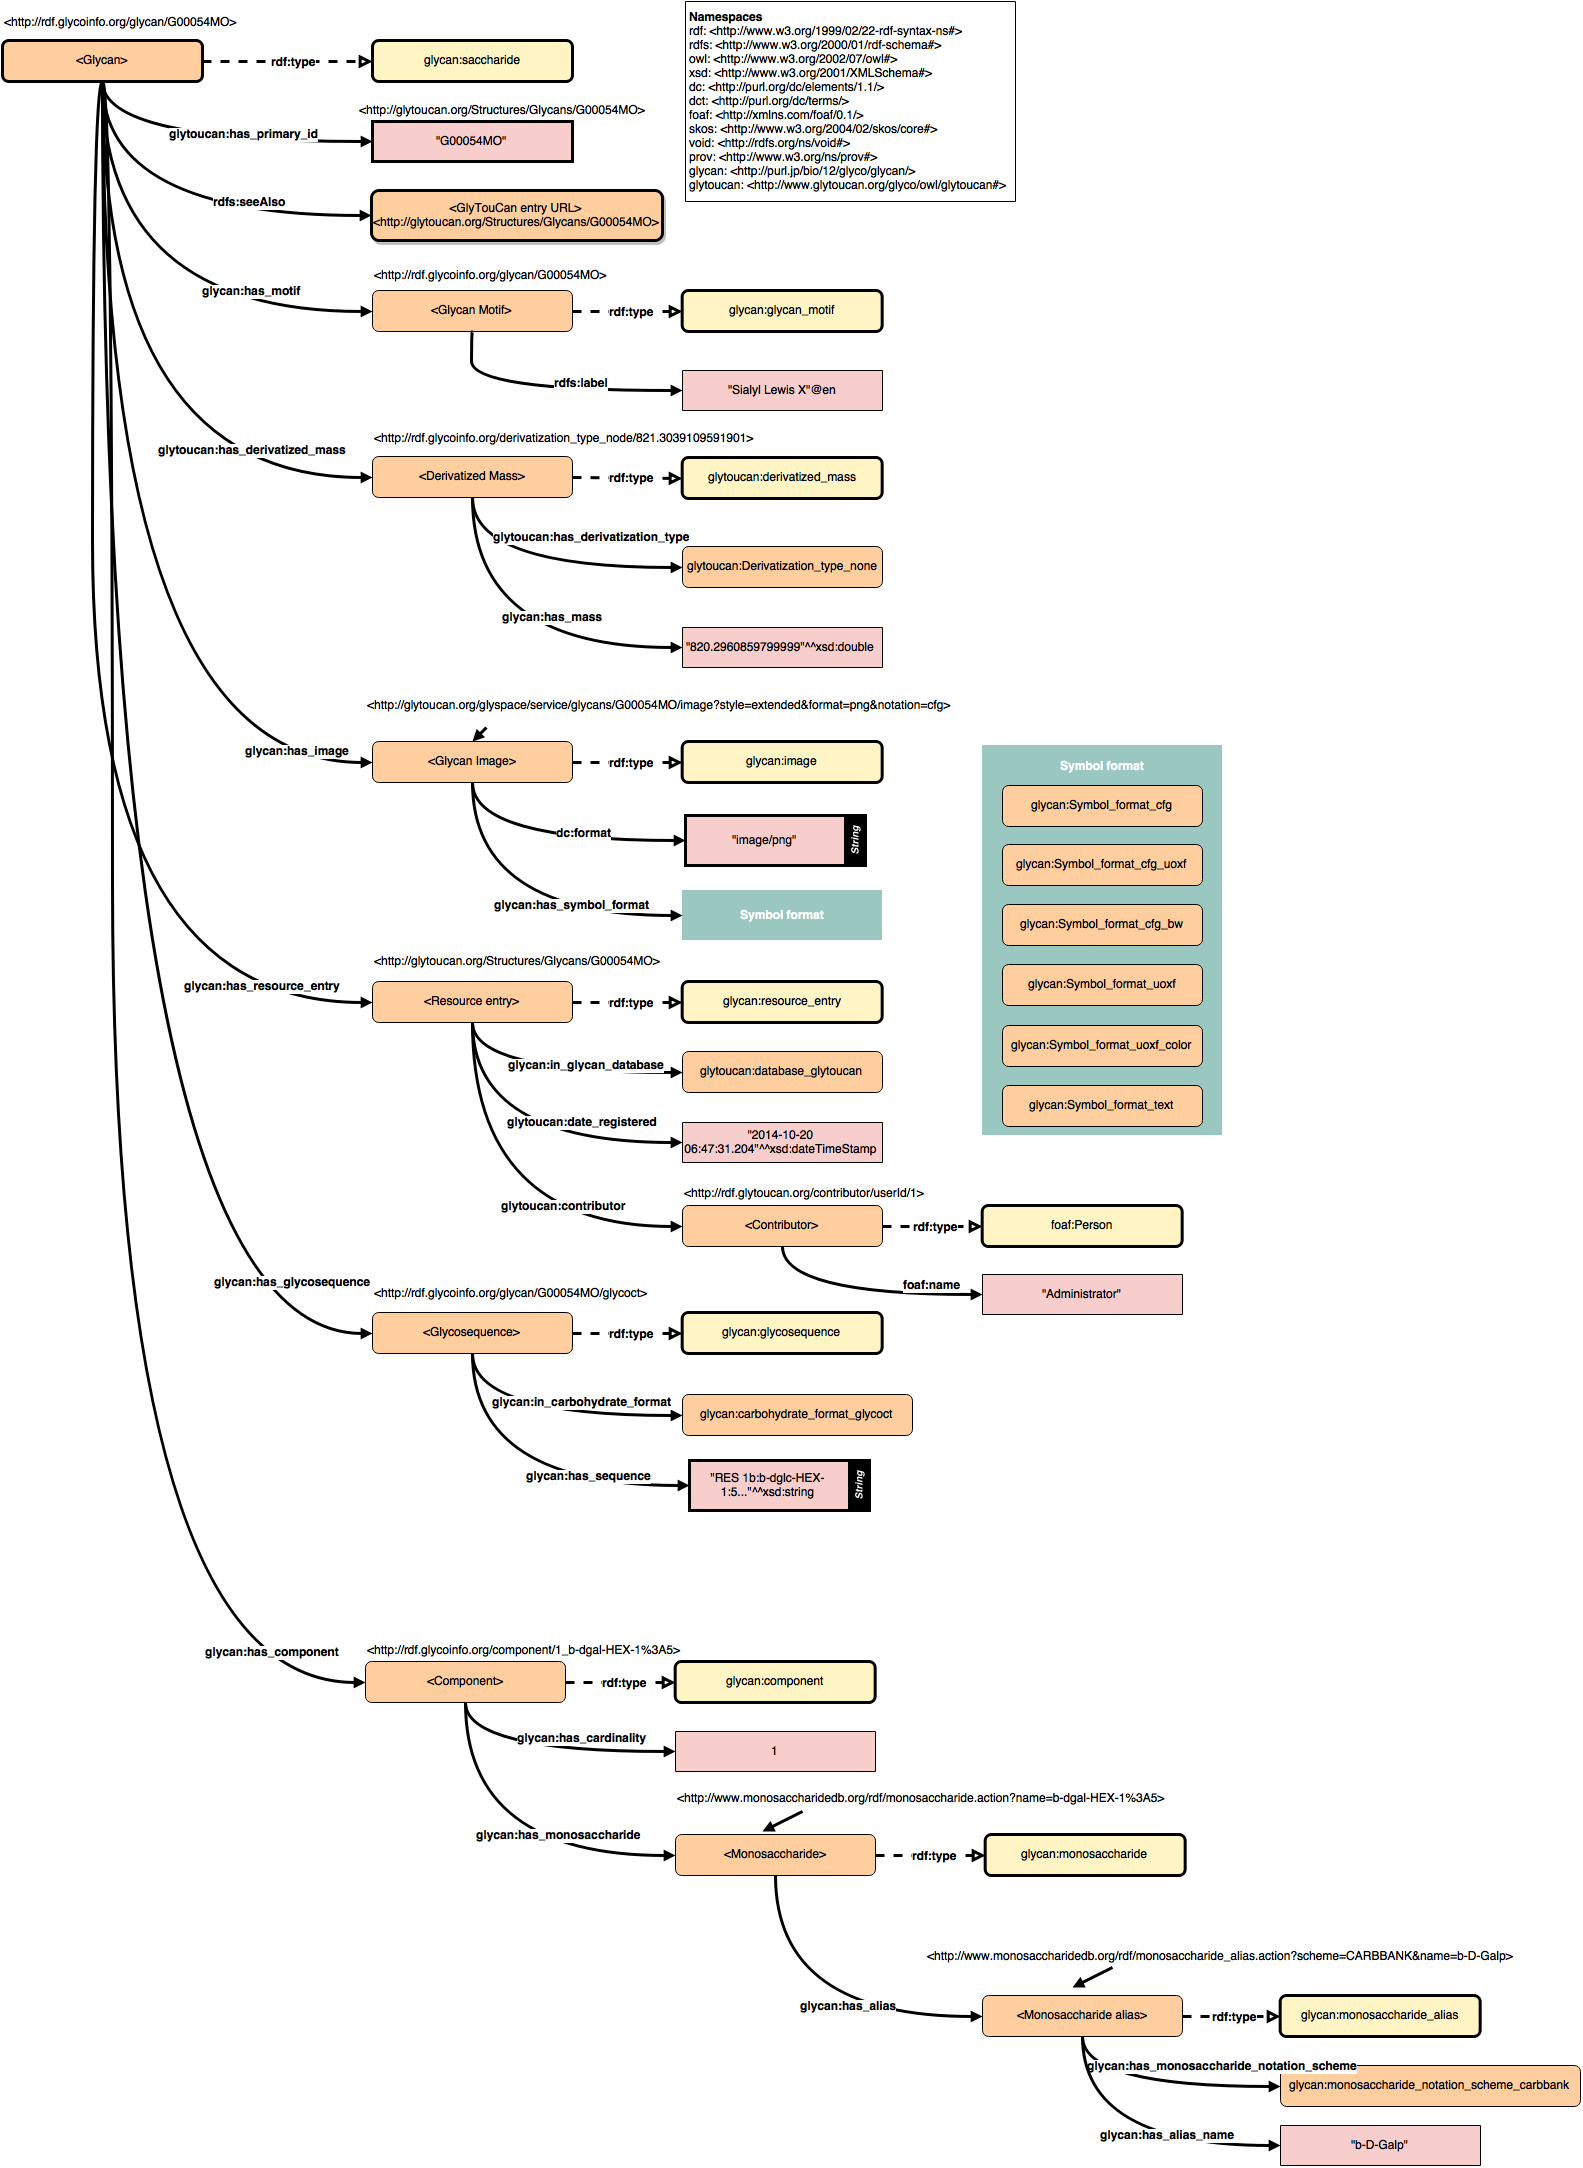 <http://rdf.glycoinfo.org/glycan/G00054MO>
<Glycan>
rdf:type
glycan:saccharide
Namespaces
rdf: <http://www.w3.org/1999/02/22-rdf-syntax-ns#>
rdfs: <http://www.w3.org/2000/01/rdf-schema#>
owl: <http://www.w3.org/2002/07/owl#>
xsd: <http://www.w3.org/2001/XMLSchema#>
dc: <http://purl.org/dc/elements/1.1/>
dct: <http://purl.org/dc/terms/>
foaf: <http://xmlns.com/foaf/0.1/>
skos: <http://www.w3.org/2004/02/skos/core#>
void: <http://rdfs.org/ns/void#>
prov: <http://www.w3.org/ns/prov#>
glycan: <http://purl.jp/bio/12/glyco/glycan/>
glytoucan: <http://www.glytoucan.org/glyco/owl/glytoucan#>
<http://glytoucan.org/Structures/Glycans/G00054MO>
glytoucan:has_primary_id
"G00054MO"
rdfs:seeAlso
<GlyTouCan entry URL>
<http://glytoucan.org/Structures/Glycans/G00054MO>
<http://rdf.glycoinfo.org/glycan/G00054MO>
glycan:has_motif
<Glycan Motif>
rdf:type
glycan:glycan_motif
rdfs:label
"Sialyl Lewis X"@en
<http://rdf.glycoinfo.org/derivatization_type_node/821.3039109591901>
glytoucan:has_derivatized_mass
<Derivatized Mass>
rdf:type
glytoucan:derivatized_mass
glytoucan:has_derivatization_type
glytoucan:Derivatization_type_none
glycan:has_mass
"820.2960859799999"^^xsd:double
<http://glytoucan.org/glyspace/service/glycans/G00054MO/image?style=extended&format=png&notation=cfg>
glycan:has_image
<Glycan Image>
rdf:type
glycan:image
dc:format
"image/png"
String
glycan:has_symbol_format
Symbol format
Symbol format
glycan:Symbol_format_cfg
glycan:Symbol_format_cfg_uoxf
glycan:Symbol_format_cfg_bw
glycan:Symbol_format_uoxf
glycan:Symbol_format_uoxf_color
glycan:Symbol_format_text
<http://glytoucan.org/Structures/Glycans/G00054MO>
glycan:has_resource_entry
<Resource entry>
rdf:type
glycan:resource_entry
glycan:in_glycan_database
glytoucan:database_glytoucan
glytoucan:date_registered
"2014-10-20
06:47:31.204"^^xsd:dateTimeStamp
<http://rdf.glytoucan.org/contributor/userId/1>
glytoucan:contributor
<Contributor>
rdf:type
foaf:Person
foaf:name
"Administrator"
glycan:has_glycosequence
<http://rdf.glycoinfo.org/glycan/G00054MO/glycoct>
<Glycosequence>
rdf:type
glycan:glycosequence
glycan:in_carbohydrate_format
glycan:carbohydrate_format_glycoct
glycan:has_sequence
"RES 1b:b-dglc-HEX-
1:5..."^^xsd:string
String
glycan:has_component
<http://rdf.glycoinfo.org/component/1_b-dgal-HEX-1%3A5>
<Component>
rdf:type
glycan:component
glycan:has_cardinality
1
<http://www.monosaccharidedb.org/rdf/monosaccharide.action?name=b-dgal-HEX-1%3A5>
glycan:has_monosaccharide
<Monosaccharide>
rdf:type
glycan:monosaccharide
<http://www.monosaccharidedb.org/rdf/monosaccharide_alias.action?scheme=CARBBANK&name=b-D-Galp>
glycan:has_alias
<Monosaccharide alias>
rdf:type
glycan:monosaccharide_alias
glycan:has_monosaccharide_notation_scheme
glycan:monosaccharide_notation_scheme_carbbank
glycan:has_alias_name
"b-D-Galp"